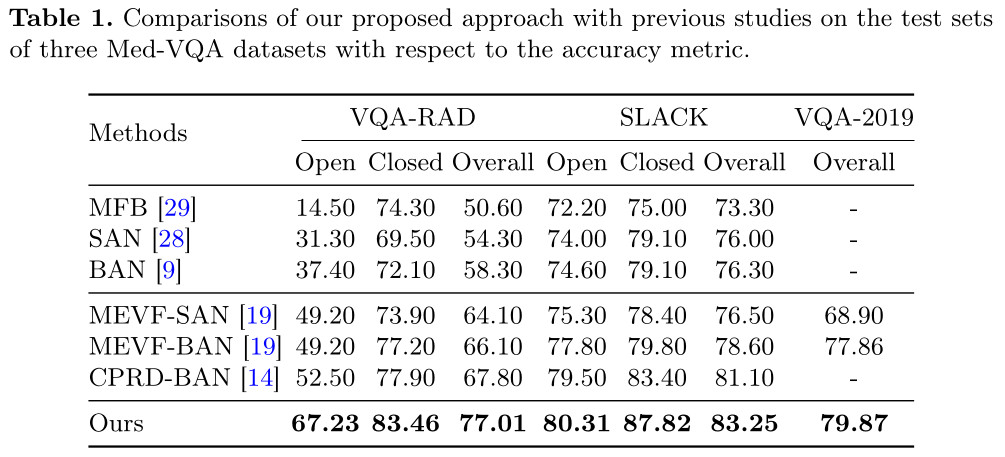 Table 1. Comparisons of our proposed approach with previous studies on the test sets
of three Med-VQA datasets with respect to the accuracy metric.
Methods VQA-RAD SLACK VQA-2019
Open Closed Overall Open Closed Overall Overall
MFB [29] 14.50 74.30 50.60 72.20 75.00 73.30 -
SAN [28] 31.30 69.50 54.30 74.00 79.10 76.00 -
BAN [9] 37.40 72.10 58.30 74.60 79.10 76.30 -
MEVF-SAN [19] 49.20 73.90 64.10 75.30 78.40 76.50 68.90
MEVF-BAN [19] 49.20 77.20 66.10 77.80 79.80 78.60 77.86
CPRD-BAN [14] 52.50 77.90 67.80 79.50 83.40 81.10 -
Ours 67.23 83.46 77.01 80.31 87.82 83.25 79.87